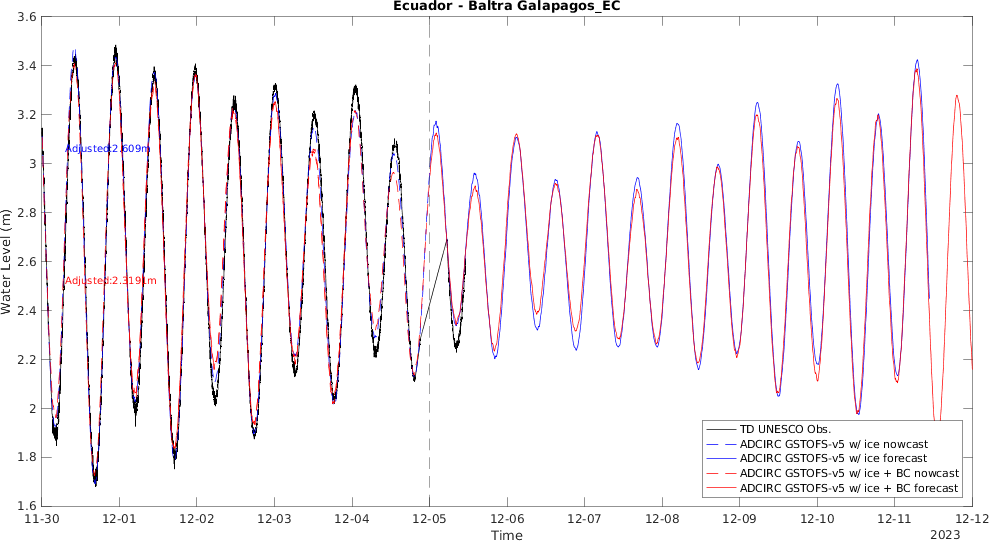 Ecuador - Baltra Galapagos_EC
3.6
3.4
3.2
3
2.8
2.6
2.4
2.2
2
1.8
1.6
Water Level (m)
Adjusted:2.609m
Adjusted:2.3191m
TD UNESCO Obs.
ADCIRC GSTOFS-v5 w/ ice nowcast
ADCIRC GSTOFS-v5 w/ ice forecast
ADCIRC GSTOFS-v5 w/ ice + BC nowcast
ADCIRC GSTOFS-v5 w/ ice + BC forecast
11-30 12-01 12-02 12-03 12-04 12-05 12-06 12-07 12-08 12-09 12-10 12-11 12-12
Time
2023